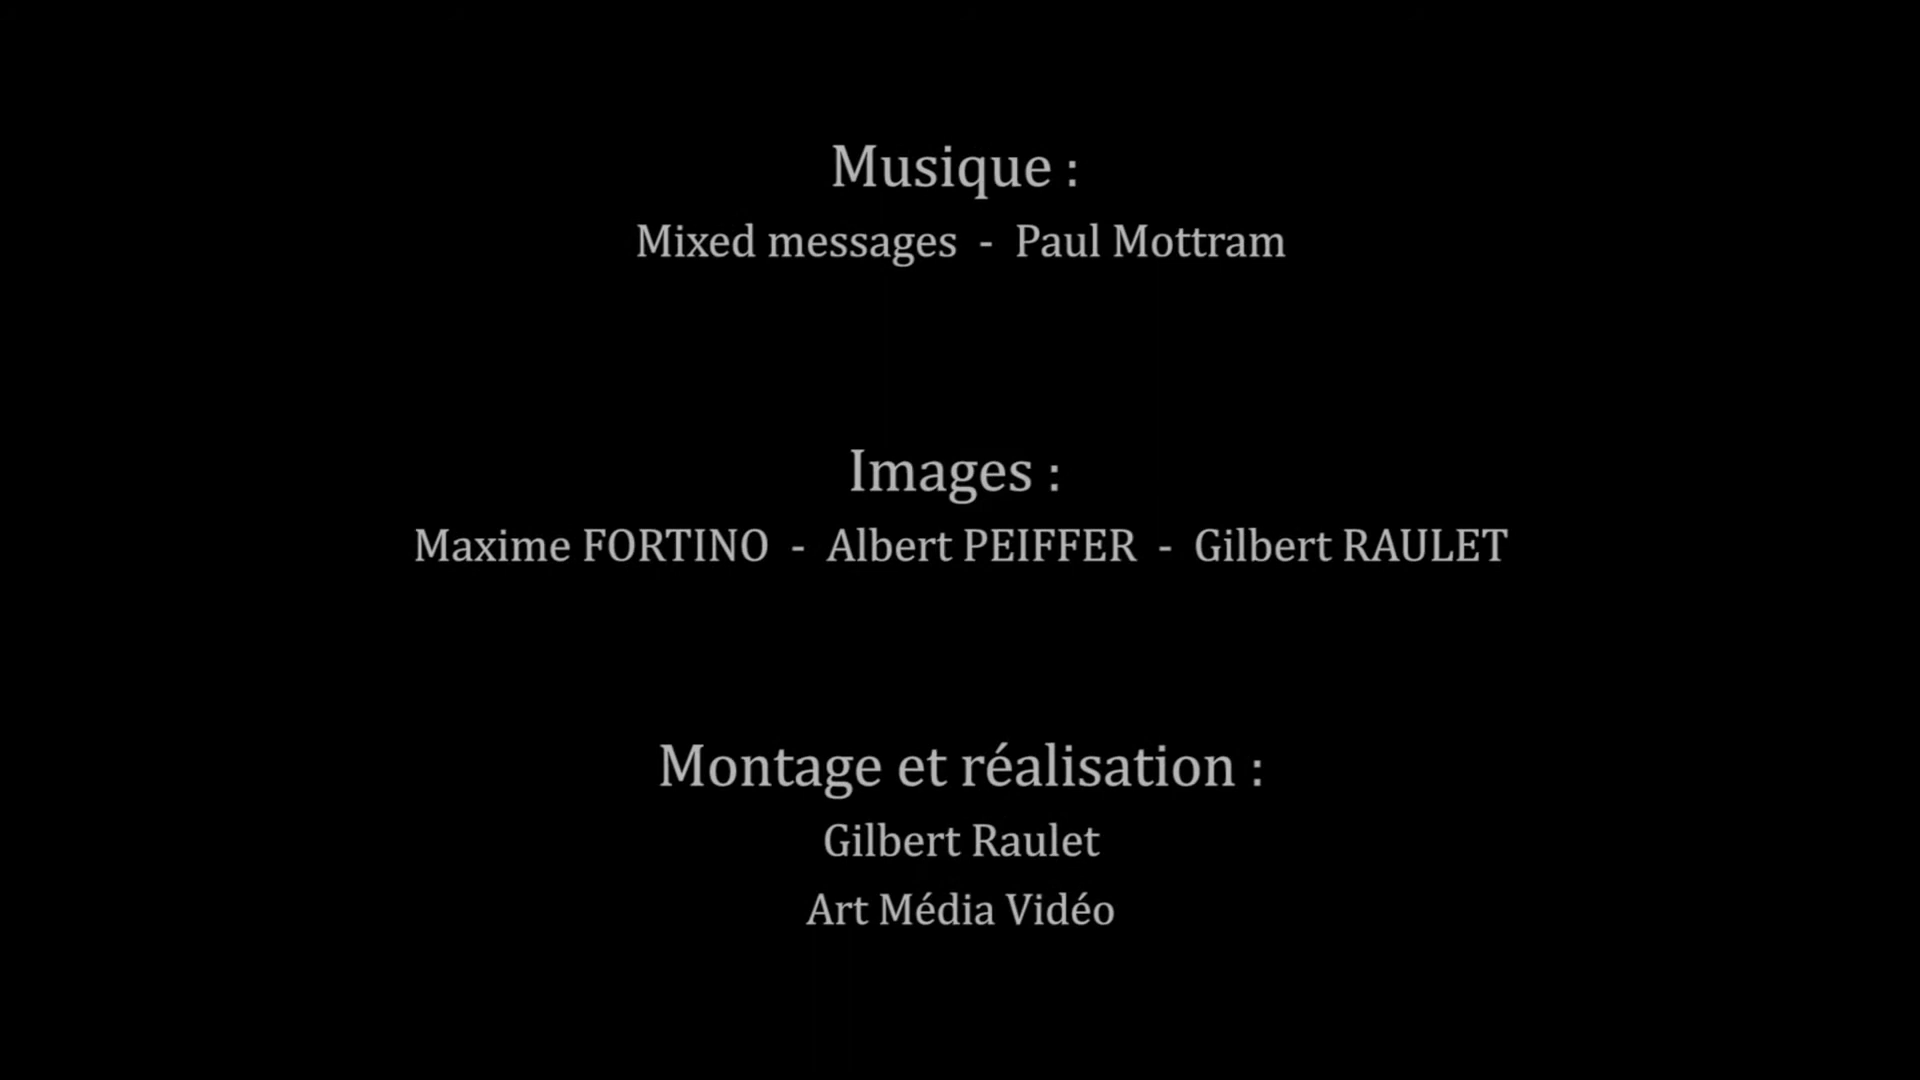 Musique :
Mixed messages - Paul Mottram
Images :
Maxime FORTINO - Albert PEIFFER - Gilbert RAULET
Montage et réalisation :
Gilbert Raulet
Art Média Vidéo